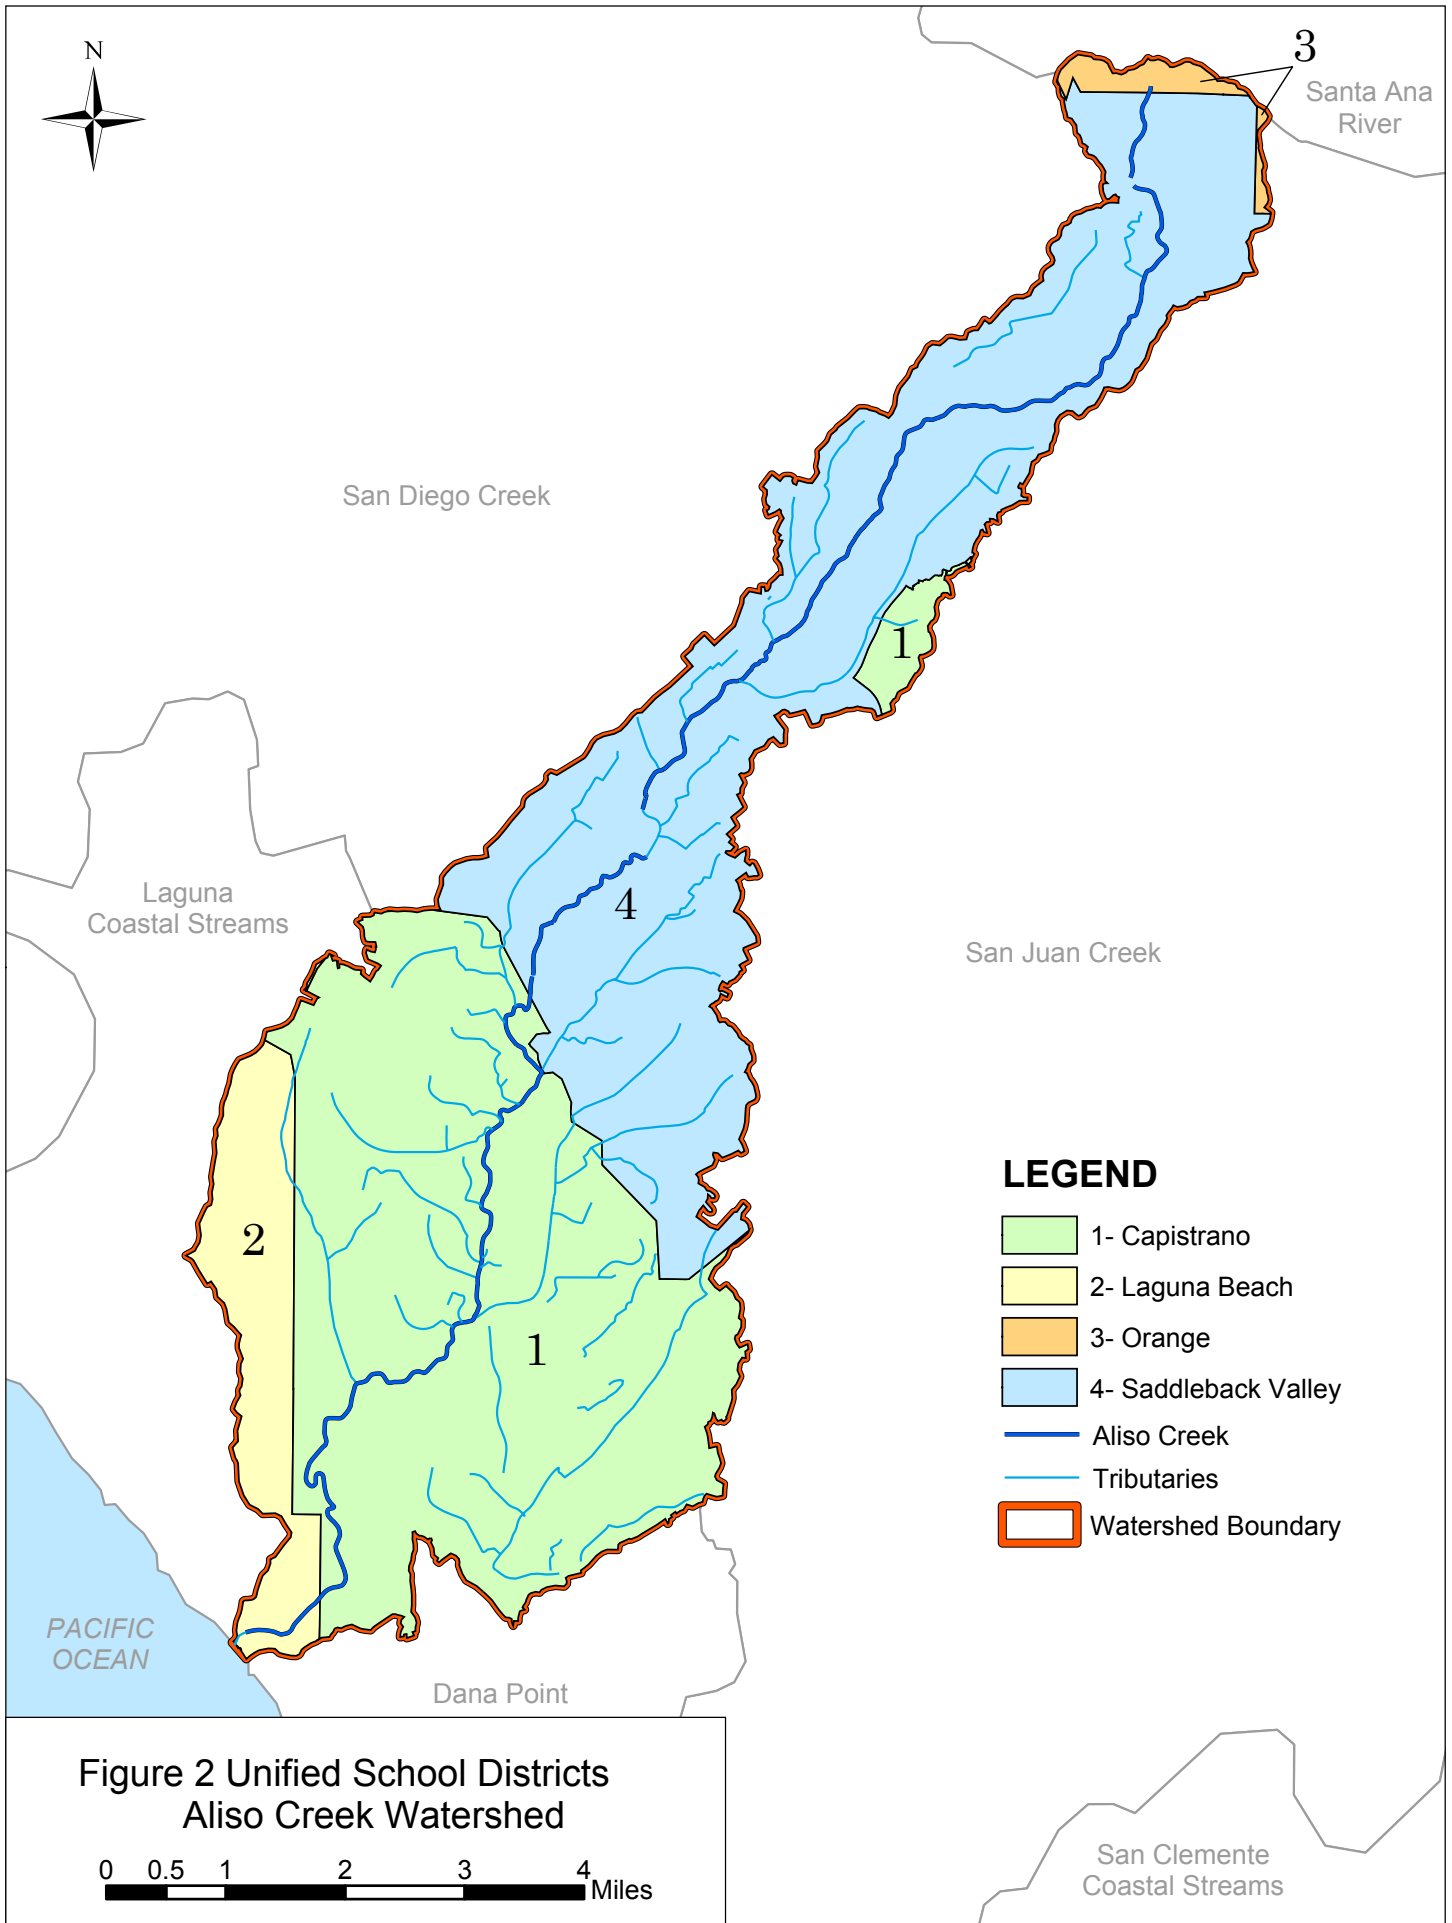 N
3
Santa Ana
River
San Diego Creek
1
Laguna
Coastal Streams
4
San Juan Creek
2
1
LEGEND
1- Capistrano
2- Laguna Beach
3- Orange
4- Saddleback Valley
Aliso Creek
Tributaries
Watershed Boundary
PACIFIC
OCEAN
Dana Point
Figure 2 Unified School Districts
Aliso Creek Watershed
0 0.5 1 2 3 4
Miles
San Clemente
Coastal Streams